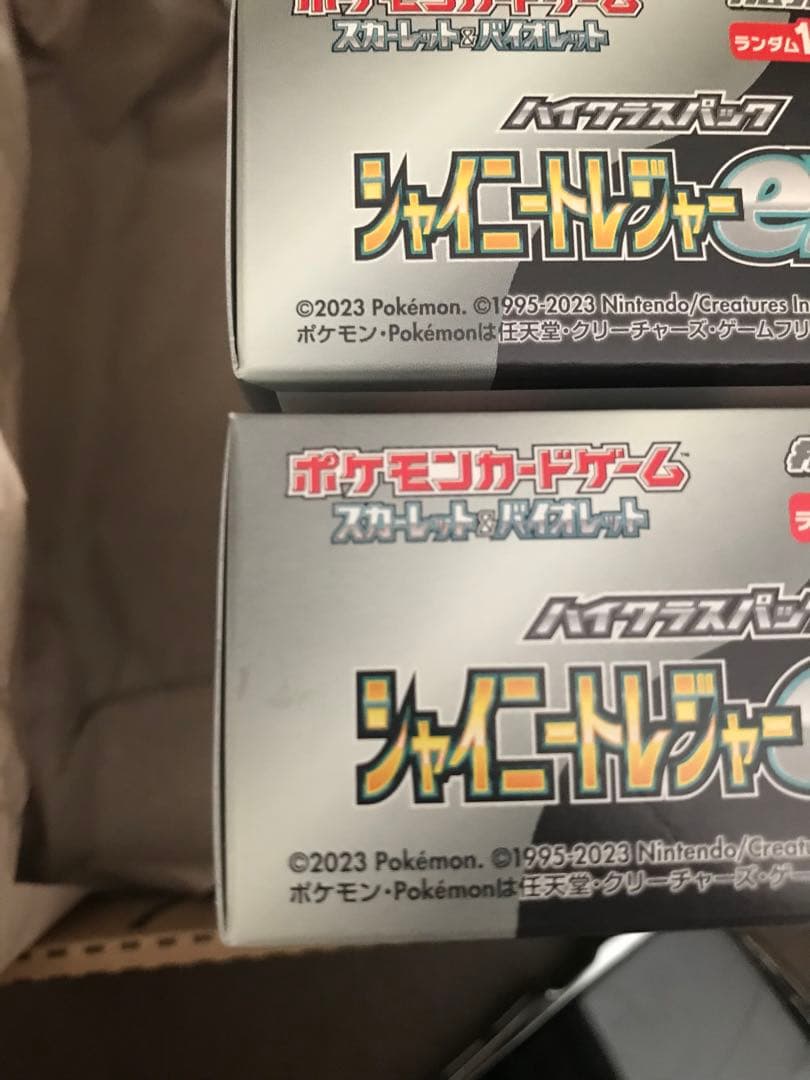 ポケモンカードゲーム
スカーレット&バイオレット
ランダム1
ハイクラスパック
シャイニートレジャーex
©2023 Pokémon. ©1995-2023 Nintendo/Creatures In
ポケモン・Pokémonは任天堂・クリーチャーズ・ゲームフリ
ポケモンカードゲーム™
スカーレット&バイオレット
ハイクラスパッ
シャイニートレジャー
©2023 Pokémon. ©1995-2023 Nintendo/Creatu
ポケモン・Pokémonは任天堂・クリーチャーズ・ゲー